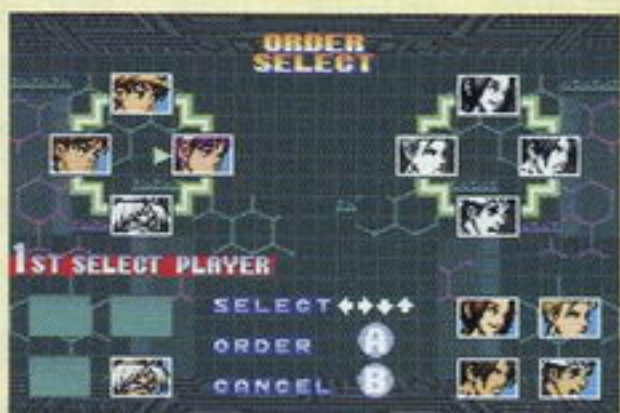 ORDER
SELECT
1ST SELECT PLAYER
SELECT
ORDER A
CANCEL B